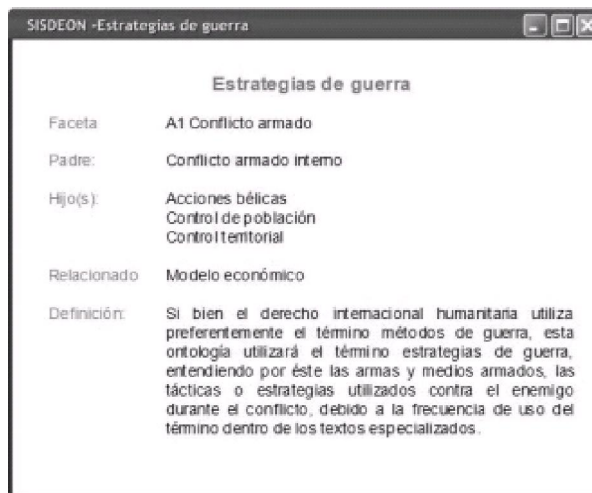 SISDEON -Estrategias de guerra
Estrategias de guerra
Faceta A1 Conflicto armado
Padre: Conflicto armado interno
Hijo(s): Acciones bélicas
Control de población
Control territorial
Relacionado Modelo económico
Definición: Si bien el derecho internacional humanitaria utiliza
preferentemente el término métodos de guerra, esta
ontología utilizará el término estrategias de guerra,
entendiendo por éste las armas y medios armados, las
tácticas o estrategias utilizados contra el enemigo
durante el conflicto, debido a la frecuencia de uso del
término dentro de los textos especializados.